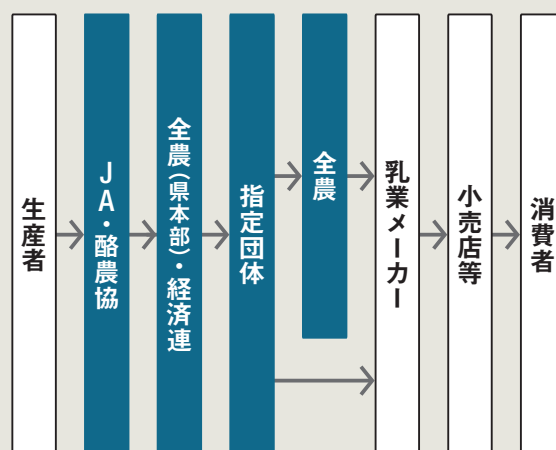 生産者
JA・酪農協
全農(県本部)・経済連
指定団体
全農
乳業メーカー
小売店等
消費者